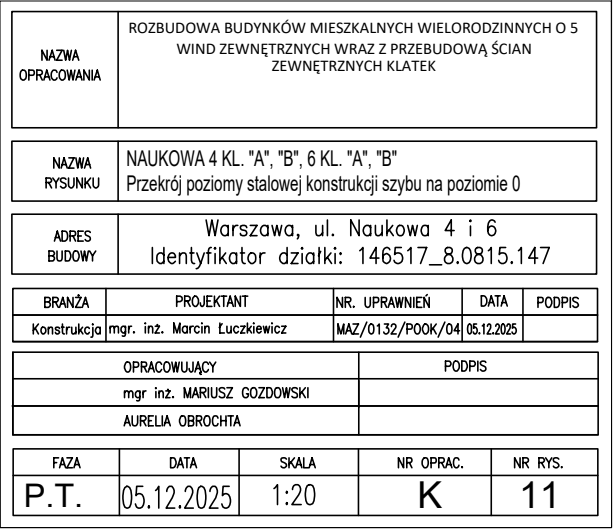 NAZWA
OPRACOWANIA
ROZBUDOWA BUDYNKÓW MIESZKALNYCH WIELORODZINNYCH O 5
WIND ZEWNĘTRZNYCH WRAZ Z PRZEBUDOWĄ ŚCIAN
ZEWNĘTRZNYCH KLATEK
NAZWA
RYSUNKU
NAUKOWA 4 KL. "A", "B", 6 KL. "A", "B"
Przekrój poziomy stalowej konstrukcji szybu na poziomie 0
ADRES
BUDOWY
Warszawa, ul. Naukowa 4 i 6
Identyfikator działki: 146517_8.0815.147
BRANŻA PROJEKTANT NR. UPRAWNIEŃ DATA PODPIS
Konstrukcja mgr. inż. Marcin Łuczkiewicz MAZ/0132/POOK/04 05.12.2025
OPRACOWUJĄCY PODPIS
mgr inż. MARIUSZ GOZDOWSKI
AURELIA OBROCHTA
FAZA DATA SKALA NR OPRAC. NR RYS.
P.T. 05.12.2025 1:20 K 11